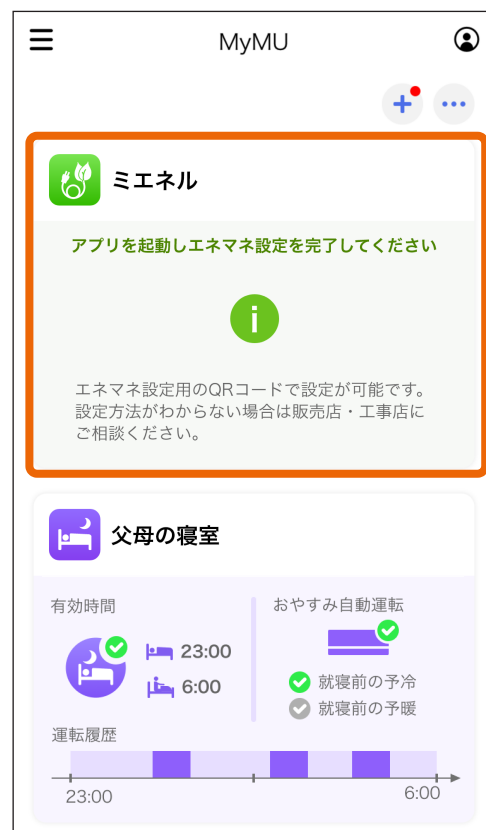 MyMU
ミエネル
アプリを起動しエネマネ設定を完了してください
i
エネマネ設定用のQRコードで設定が可能です。
設定方法がわからない場合は販売店・工事店に
ご相談ください。
父母の寝室
有効時間
23:00
6:00
おやすみ自動運転
就寝前の予冷
就寝前の予暖
運転履歴
23:00
6:00